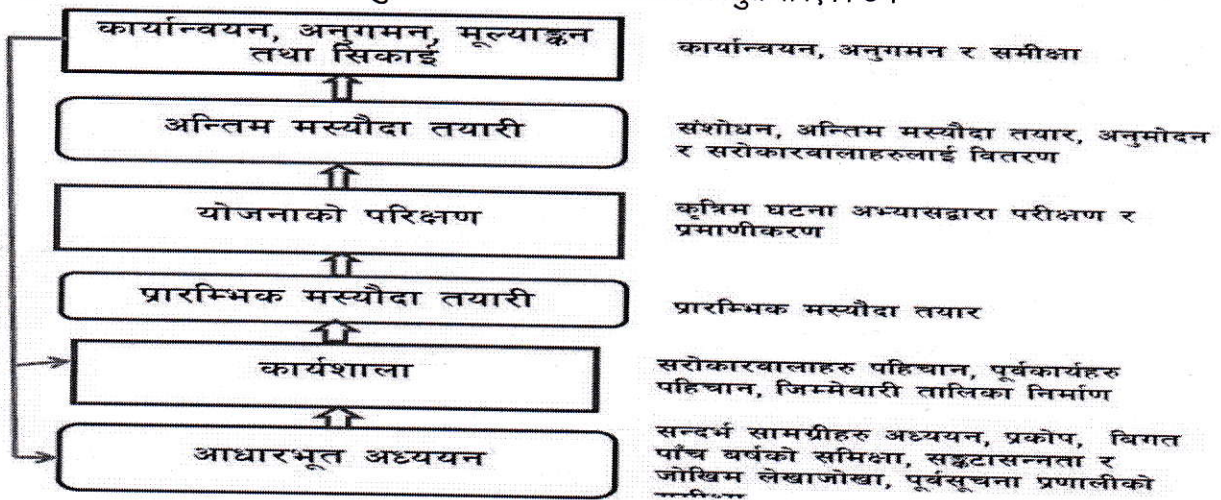 कार्यान्वयन, अनुगमन, मूल्याङ्कन
तथा सिकाई
कार्यान्वयन, अनुगमन र समीक्षा
अन्तिम मस्यौदा तयारी
संशोधन, अन्तिम मस्यौदा तयार, अनुमोदन
र सरोकारवालाहरुलाई वितरण
योजनाको परिक्षण
कृत्रिम घटना अभ्यासद्वारा परीक्षण र
प्रमाणीकरण
प्रारम्भिक मस्यौदा तयारी
प्रारम्भिक मस्यौदा तयार
कार्यशाला
सरोकारवालाहरु पहिचान, पूर्वकार्यहरु
पहिचान, जिम्मेवारी तालिका निर्माण
आधारभूत अध्ययन
सन्दर्भ सामग्रीहरु अध्ययन, प्रकोप, बिगत
पाँच बर्षको समिक्षा, सङ्कटासन्नता र
जोखिम लेखाजोखा, पूर्वसूचना प्रणालीको